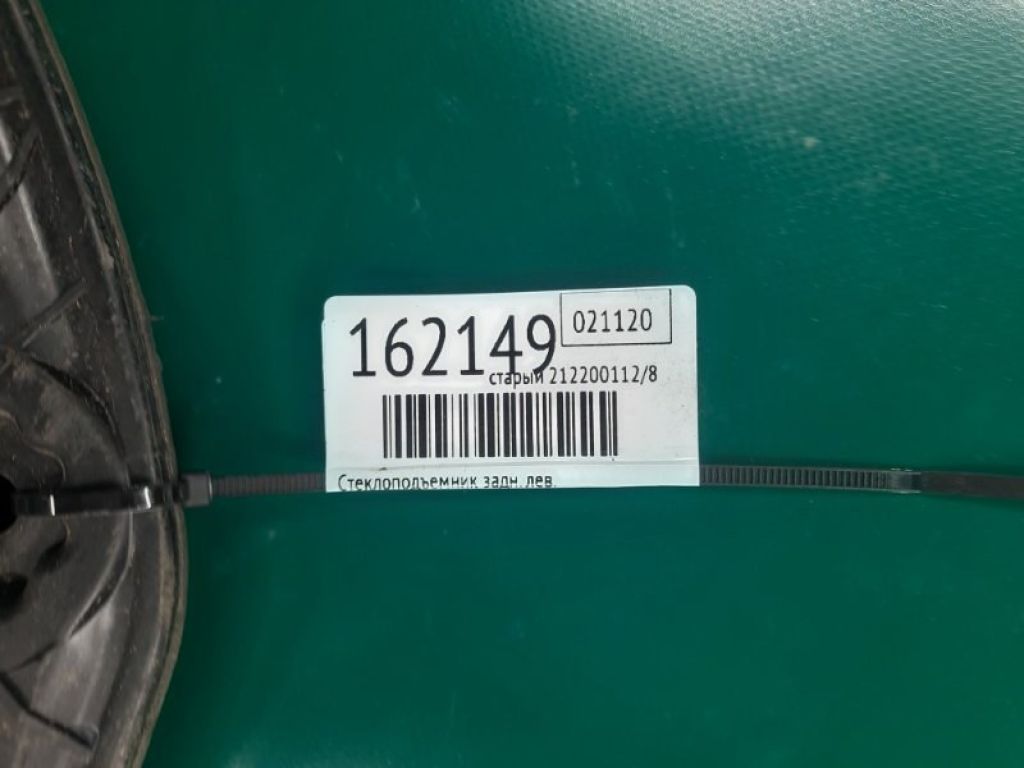 162149
021120
старый 212200112/8
Стеклоподъемник задн. лев.